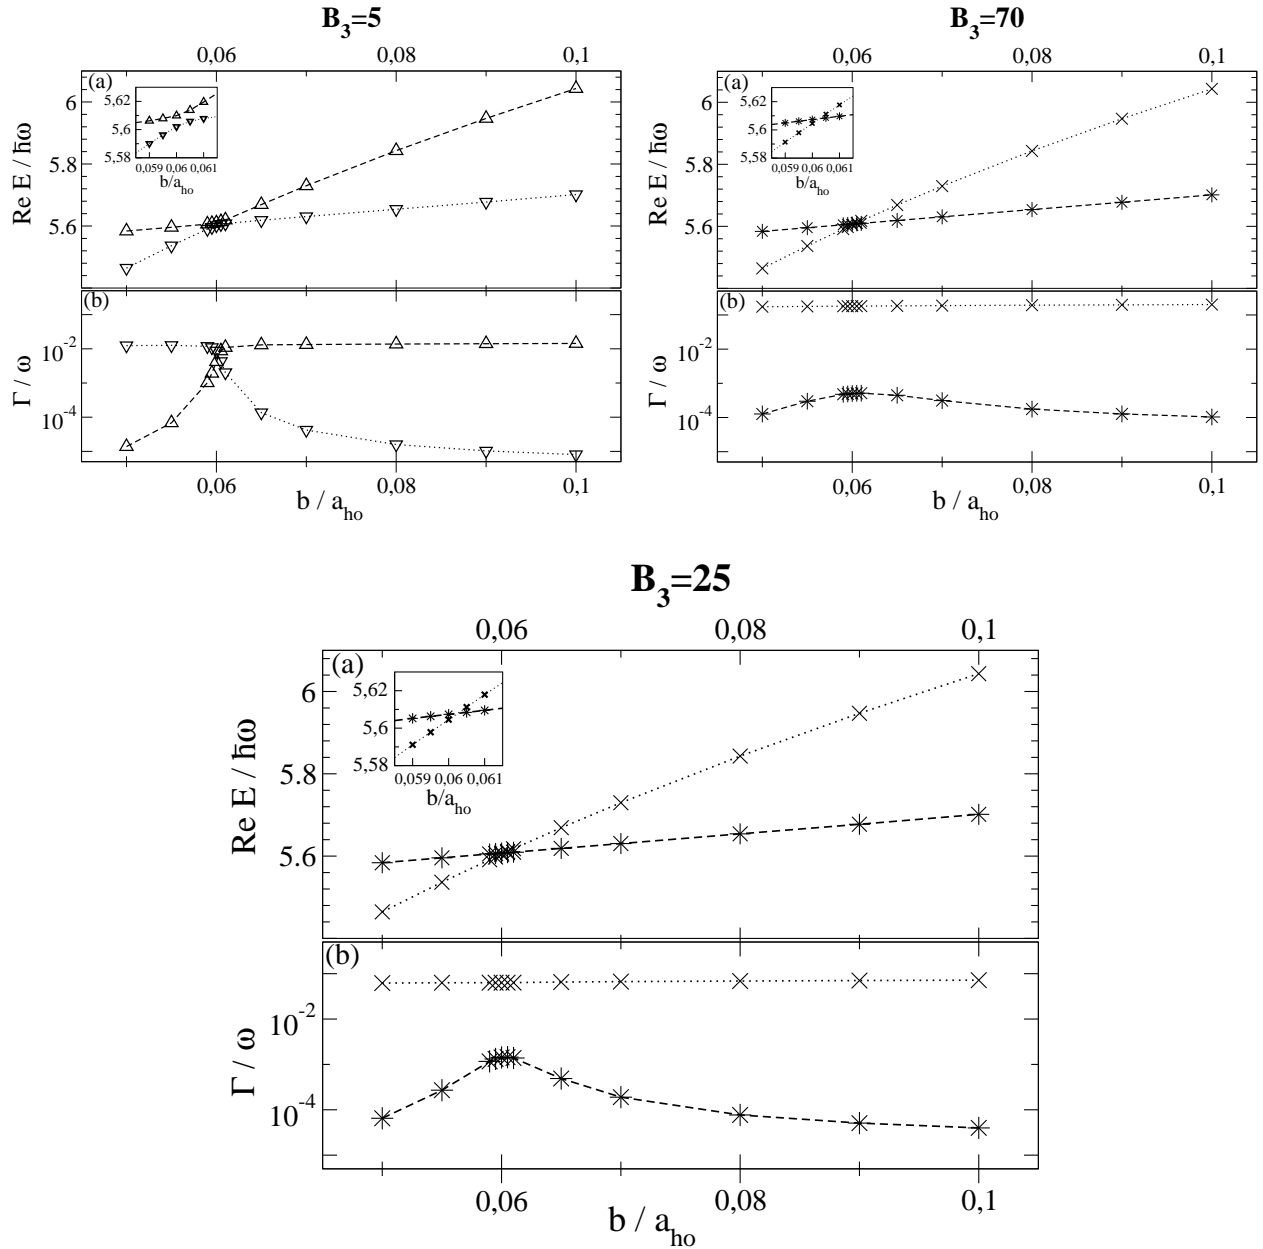 B3=5
0,06 0,08 0,1
(a)
6
5.8
5.6
Re E / ħω
5,62
5,6
5,58
0,059 0,06 0,061
b/aho
(b)
10-2
10-4
Γ / ω
0,06 0,08 0,1
b / aho
B3=70
0,06 0,08 0,1
(a)
6
5.8
5.6
Re E / ħω
5,62
5,6
5,58
0,059 0,06 0,061
b/aho
(b)
10-2
10-4
Γ / ω
0,06 0,08 0,1
b / aho
B3=25
0,06 0,08 0,1
(a)
6
5.8
5.6
Re E / ħω
5,62
5,6
5,58
0,059 0,06 0,061
b/aho
(b)
10-2
10-4
Γ / ω
0,06 0,08 0,1
b / aho